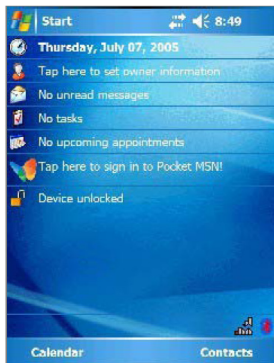 Start 8:49
Thursday, July 07, 2005
Tap here to set owner information
No unread messages
No tasks
No upcoming appointments
Tap here to sign in to Pocket MSN!
Device unlocked
Calendar Contacts